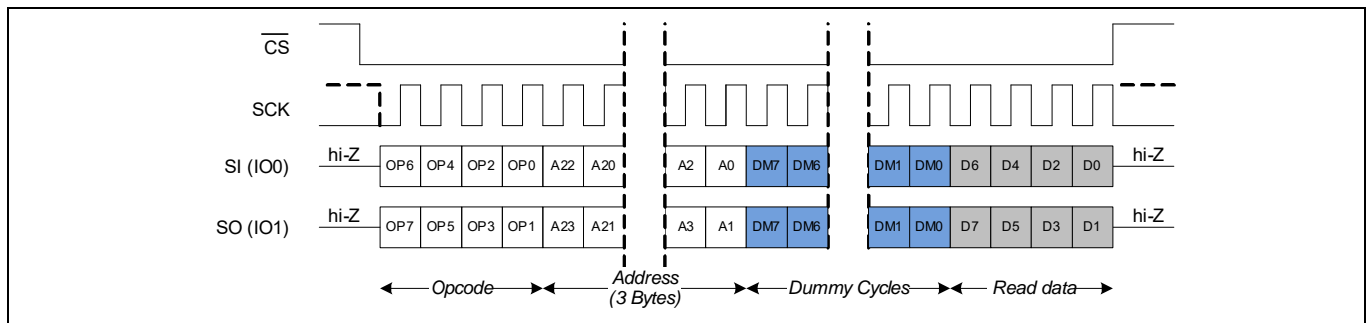 CS
SCK
SI (IO0) hi-Z OP6 OP4 OP2 OP0 A22 A20 A2 A0 DM7 DM6 DM1 DM0 D6 D4 D2 D0 hi-Z
SO (IO1) hi-Z OP7 OP5 OP3 OP1 A23 A21 A3 A1 DM7 DM6 DM1 DM0 D7 D5 D3 D1 hi-Z
Opcode Address Dummy Cycles Read data
(3 Bytes)